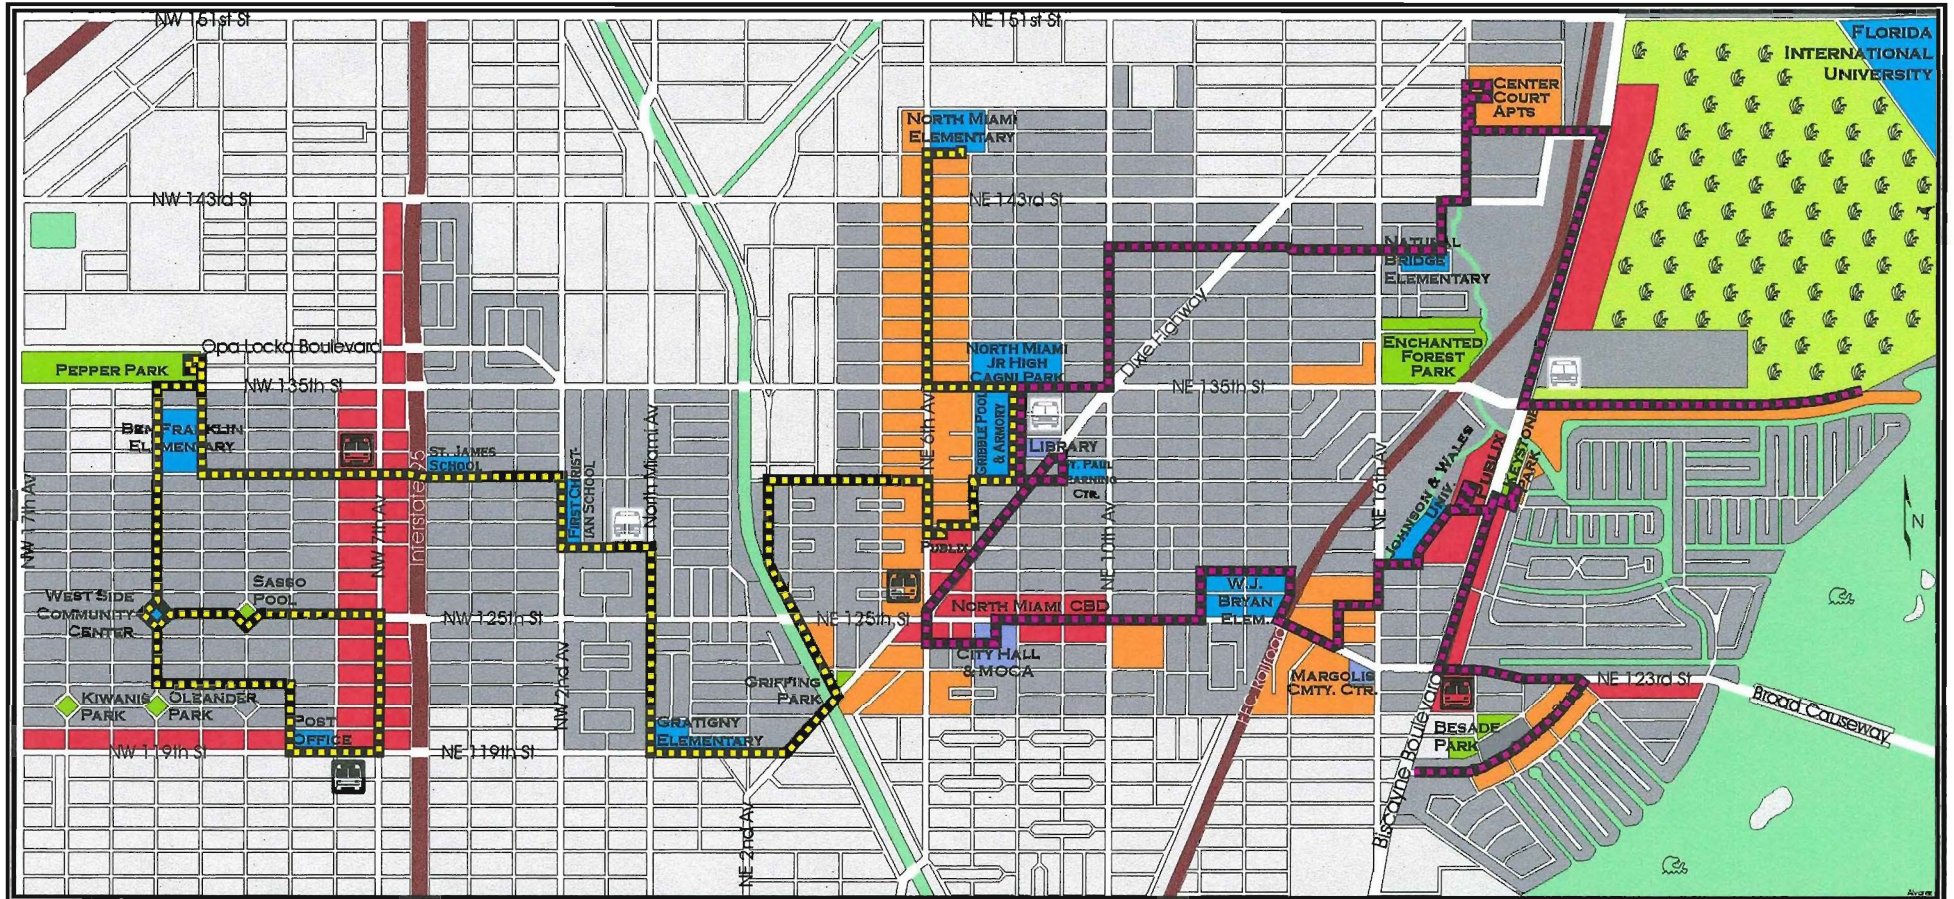 NW 151st St
NE 151st St
FLORIDA
INTERNATIONAL
UNIVERSITY
CENTER
COURT
APTS
NORTH MIAMI
ELEMENTARY
NW 143rd St
NE 143rd St
NATURAL
BRIDGE
ELEMENTARY
Dixie Highway
Opa Locka Boulevard
PEPPER PARK
NW 135th St
NORTH MIAMI
JR HIGH
CAGNI PARK
NE 135th St
ENCHANTED
FOREST
PARK
BEN FRANKLIN
ELEMENTARY
ST. JAMES
SCHOOL
FIRST CHRIST-
IAN SCHOOL
North Miami Av
NE 6th Av
GRIBBLE POOL
& ARMORY
LIBRARY
ST. PAUL
LEARNING
CTR.
NE 10th Av
NE 16th Av
JOHNSON & WALES
UNIV.
PUBLIX
KEYSTONE
PARK
NW 17th Av
NW 7th Av
Interstate 95
PUBLIX
N
WEST SIDE
COMMUNITY
CENTER
SASSO
POOL
NW 125th St
NE 125th St
NORTH MIAMI CBD
W.J.
BRYAN
ELEM.
CITY HALL
& MOCA
NW 2nd Av
GRIFFING
PARK
FEC Railroad
MARGOLIS
CMTY. CTR.
NE 123rd St
Broad Causeway
KIWANIS
PARK
OLEANDER
PARK
POST
OFFICE
GRATIGNY
ELEMENTARY
BESADE
PARK
NW 119th St
NE 119th St
NE 2nd Av
Biscayne Boulevard
Alvarez